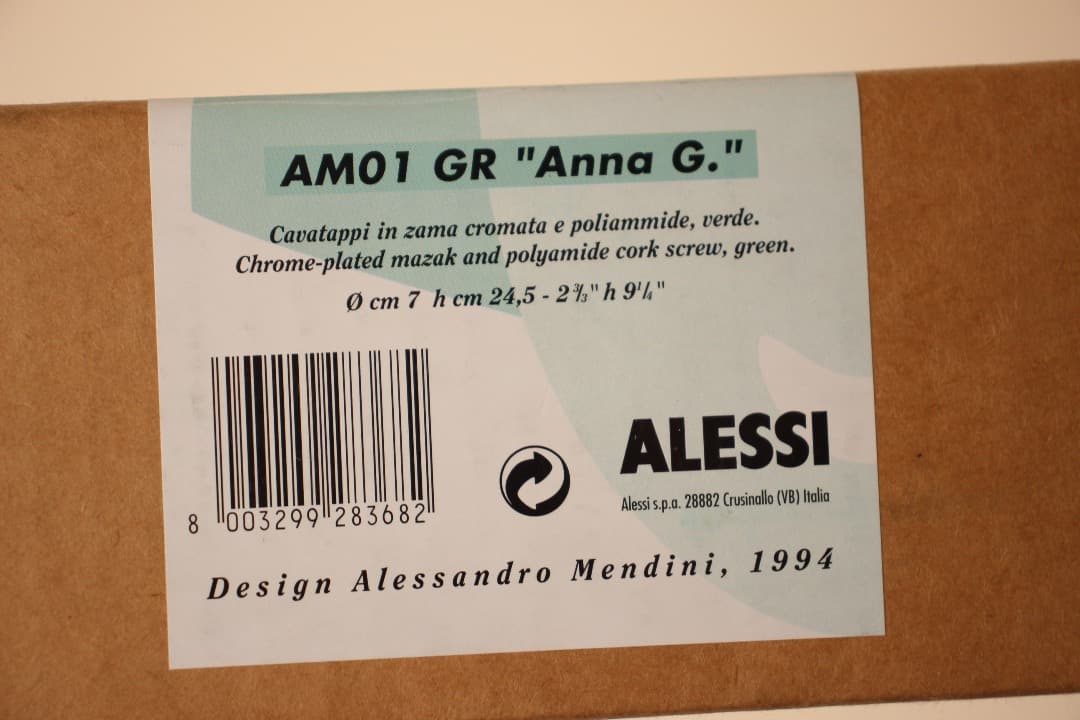 AM01 GR "Anna G."
Cavatappi in zama cromata e poliammide, verde.
Chrome-plated mazak and polyamide cork screw, green.
Ø cm 7 h cm 24,5 - 2 ¾" h 9¼"
8 003299 283682
ALESSI
Alessi s.p.a. 28882 Crusinallo (VB) Italia
Design Alessandro Mendini, 1994